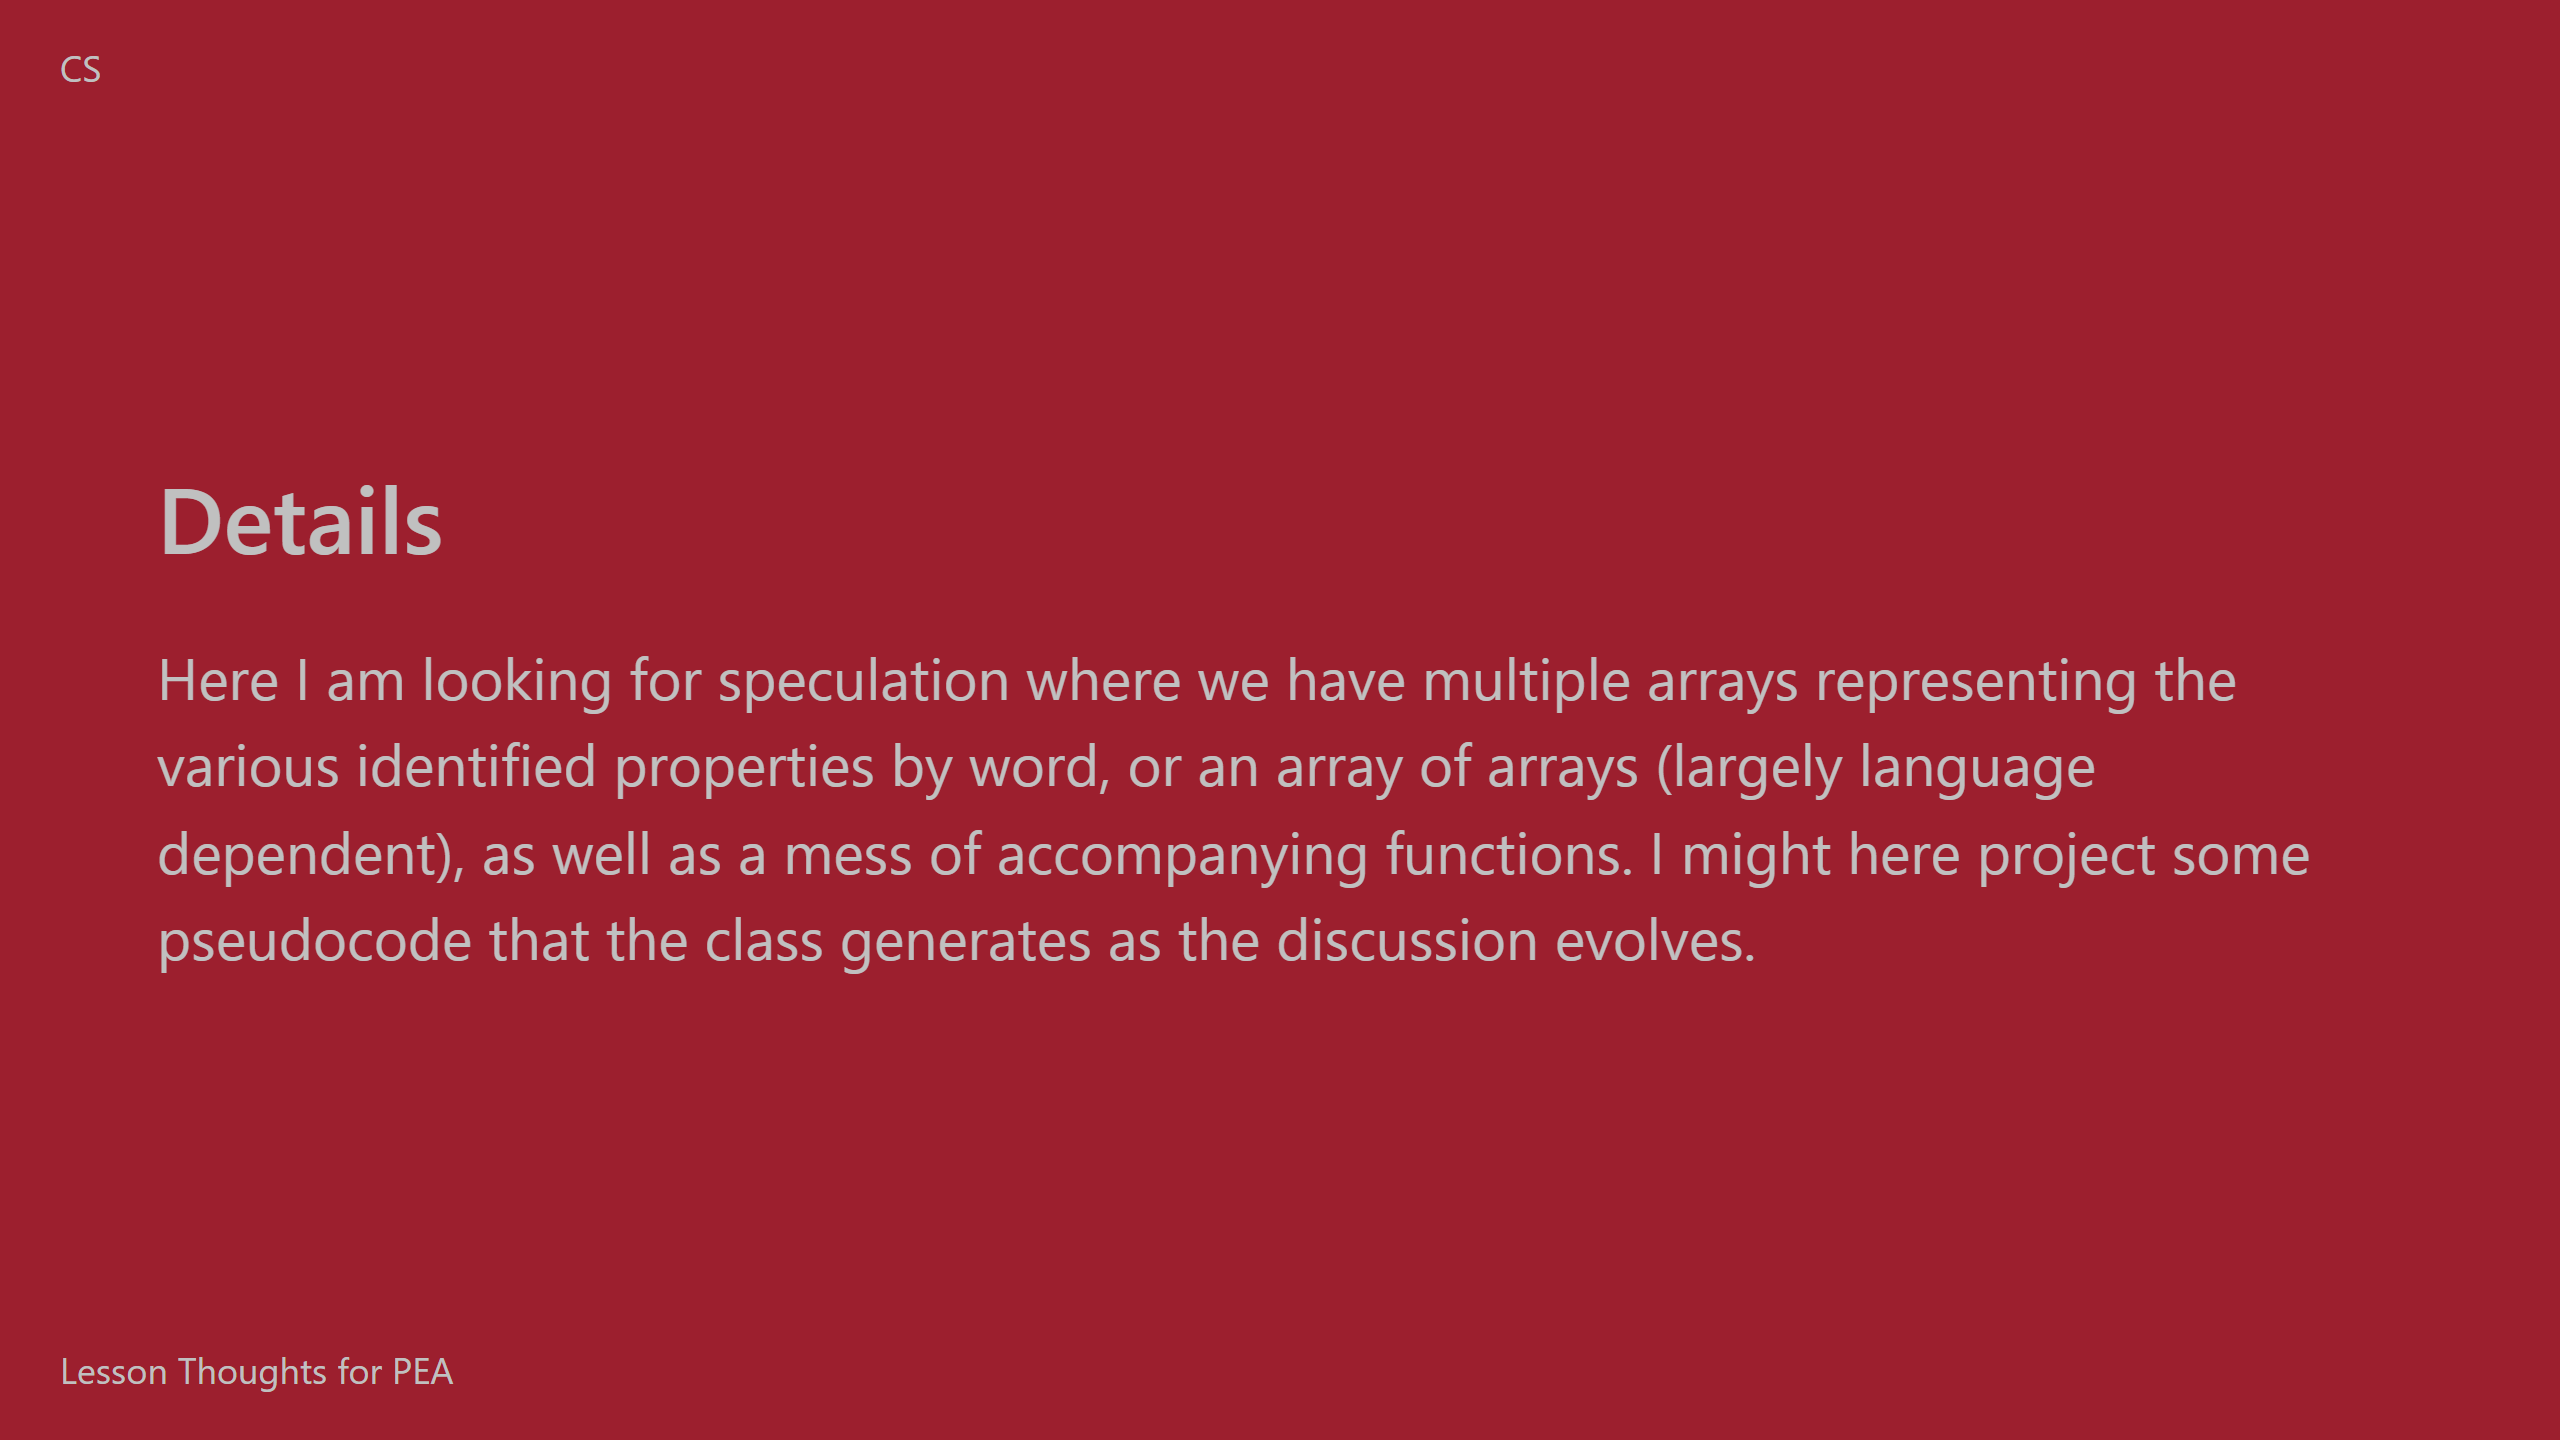 CS
Details
Here I am looking for speculation where we have multiple arrays representing the
various identified properties by word, or an array of arrays (largely language
dependent), as well as a mess of accompanying functions. I might here project some
pseudocode that the class generates as the discussion evolves.
Lesson Thoughts for PEA